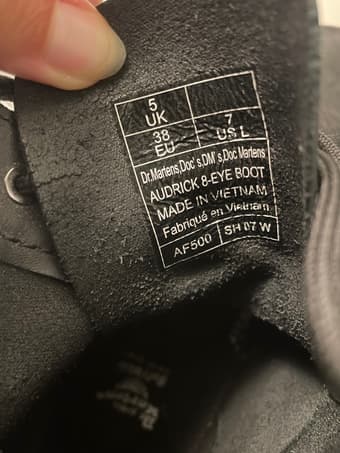 5
UK
38 7
EU US L
Dr.Martens,Doc's.DM's,Doc Martens
AUDRICK 8-EYE BOOT
MADE IN VIETNAM
Fabriqué en Vietnam
AF500 SH 07 W